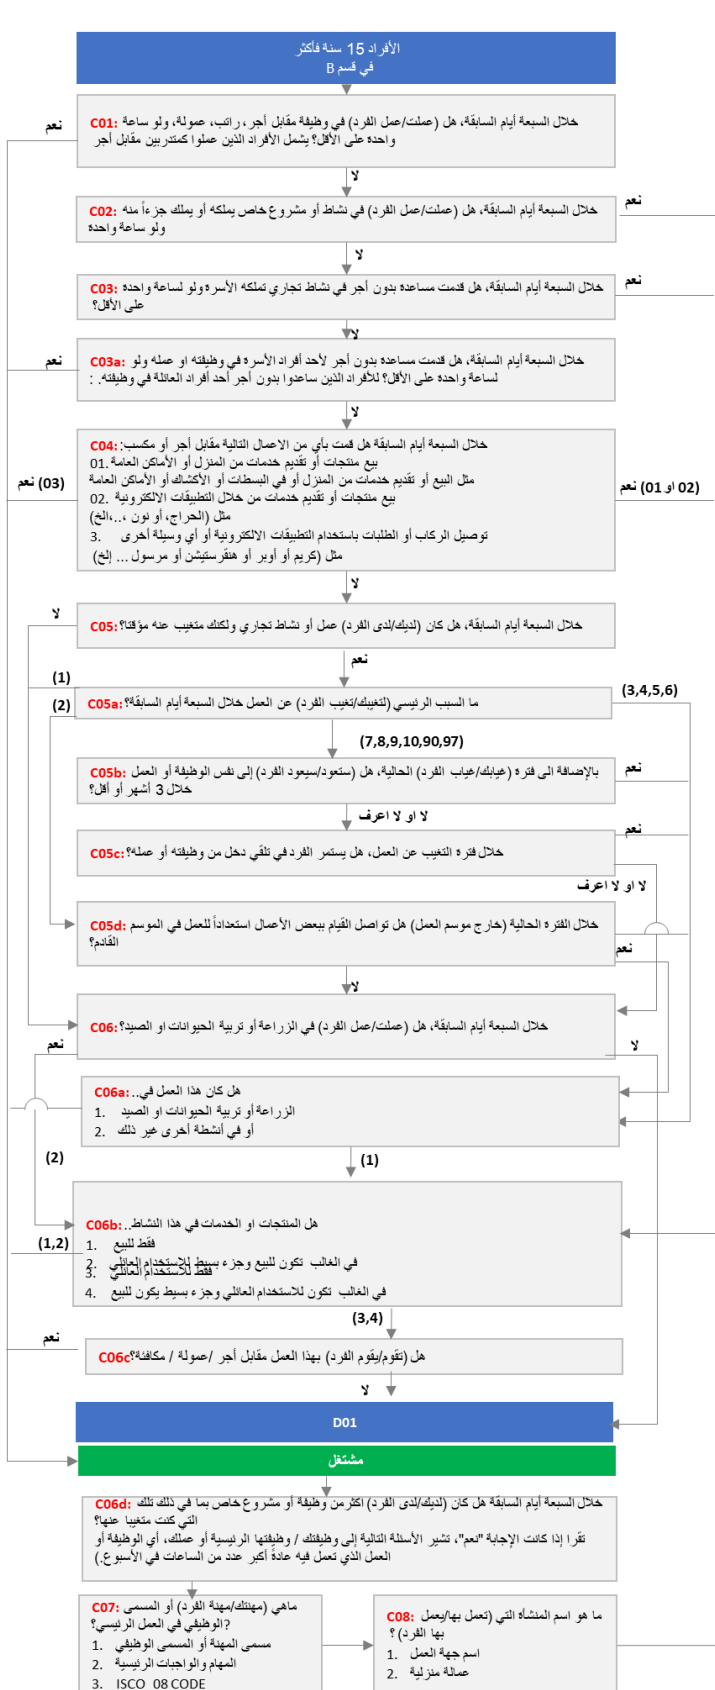 الأفراد 15 سنة فأكثر
في قسم B
نعم
C01: خلال السبعة أيام السابقة، هل (عملت/عمل الفرد) في وظيفة مقابل أجر، راتب، عمولة، ولو ساعة
واحدة على الأقل؟ يشمل الأفراد الذين عملوا كمتدربين مقابل أجر
لا
نعم
C02: خلال السبعة أيام السابقة، هل (عملت/عمل الفرد) في نشاط أو مشروع خاص يملكه أو يملك جزءاً منه
ولو ساعة واحدة
لا
نعم
C03: خلال السبعة أيام السابقة، هل قدمت مساعدة بدون أجر في نشاط تجاري تملكه الأسرة ولو لساعة واحدة
على الأقل؟
لا
نعم
C03a: خلال السبعة أيام السابقة، هل قدمت مساعدة بدون أجر لأحد أفراد الأسرة في وظيفته او عمله ولو
لساعة واحدة على الأقل؟ للأفراد الذين ساعدوا بدون أجر أحد أفراد العائلة في وظيفته. :
لا
C04: خلال السبعة أيام السابقة هل قمت بأي من الاعمال التالية مقابل أجر أو مكسب:
01. بيع منتجات أو تقديم خدمات من المنزل أو الأماكن العامة
مثل البيع أو تقديم خدمات من المنزل أو في البسطات أو الأكشاك أو الأماكن العامة
02. بيع منتجات أو تقديم خدمات من خلال التطبيقات الالكترونية
مثل (الحراج، أو نون ،..،الخ)
3. توصيل الركاب أو الطلبات باستخدام التطبيقات الالكترونية أو أي وسيلة أخرى
مثل (كريم أو أوبر أو هنقرستيشن أو مرسول ... إلخ)
(03) نعم
(01 او 02) نعم
لا
لا
C05: خلال السبعة أيام السابقة، هل كان (لديك/لدى الفرد) عمل أو نشاط تجاري ولكنك متغيب عنه مؤقتا؟
نعم
(1)
(2)
(3,4,5,6)
C05a: ما السبب الرئيسي (لتغيبك/تغيب الفرد) عن العمل خلال السبعة أيام السابقة؟
(7,8,9,10,90,97)
نعم
C05b: بالإضافة الى فترة (غيابك/غياب الفرد) الحالية، هل (ستعود/سيعود الفرد) إلى نفس الوظيفة أو العمل
خلال 3 أشهر أو أقل؟
لا او لا اعرف
نعم
C05c: خلال فترة التغيب عن العمل، هل يستمر الفرد في تلقي دخل من وظيفته أو عمله؟
لا او لا اعرف
C05d: خلال الفترة الحالية (خارج موسم العمل) هل تواصل القيام ببعض الأعمال استعداداً للعمل في الموسم
القادم؟
نعم
لا
C06: خلال السبعة أيام السابقة، هل (عملت/عمل الفرد) في الزراعة أو تربية الحيوانات او الصيد؟
نعم
لا
C06a: هل كان هذا العمل في..
1. الزراعة أو تربية الحيوانات او الصيد
2. أو في أنشطة أخرى غير ذلك
(2)
(1)
C06b: هل المنتجات او الخدمات في هذا النشاط..
1. فقط للبيع
2. في الغالب تكون للبيع وجزء بسيط للاستخدام العائلي
3. فقط للاستخدام العائلي
4. في الغالب تكون للاستخدام العائلي وجزء بسيط يكون للبيع
(1,2)
(3,4)
نعم
C06c هل (تقوم/يقوم الفرد) بهذا العمل مقابل أجر /عمولة / مكافئة؟
لا
D01
مشتغل
C06d: خلال السبعة أيام السابقة هل كان (لديك/لدى الفرد) اكثرمن وظيفة أو مشروع خاص بما في ذلك تلك
التي كنت متغيبا عنها؟
تقرا إذا كانت الإجابة "نعم"، تشير الأسئلة التالية إلى وظيفتك / وظيفتها الرئيسية أو عملك، أي الوظيفة أو
العمل الذي تعمل فيه عادةً أكبر عدد من الساعات في الأسبوع.)
C07: ماهي (مهنتك/مهنة الفرد) أو المسمى
الوظيفي في العمل الرئيسي؟?
1. مسمى المهنة أو المسمى الوظيفي
2. المهام والواجبات الرئيسية
3. ISCO 08 CODE
C08: ما هو اسم المنشأة التي (تعمل بها/يعمل
بها الفرد) ؟
1. اسم جهة العمل
2. عمالة منزلية